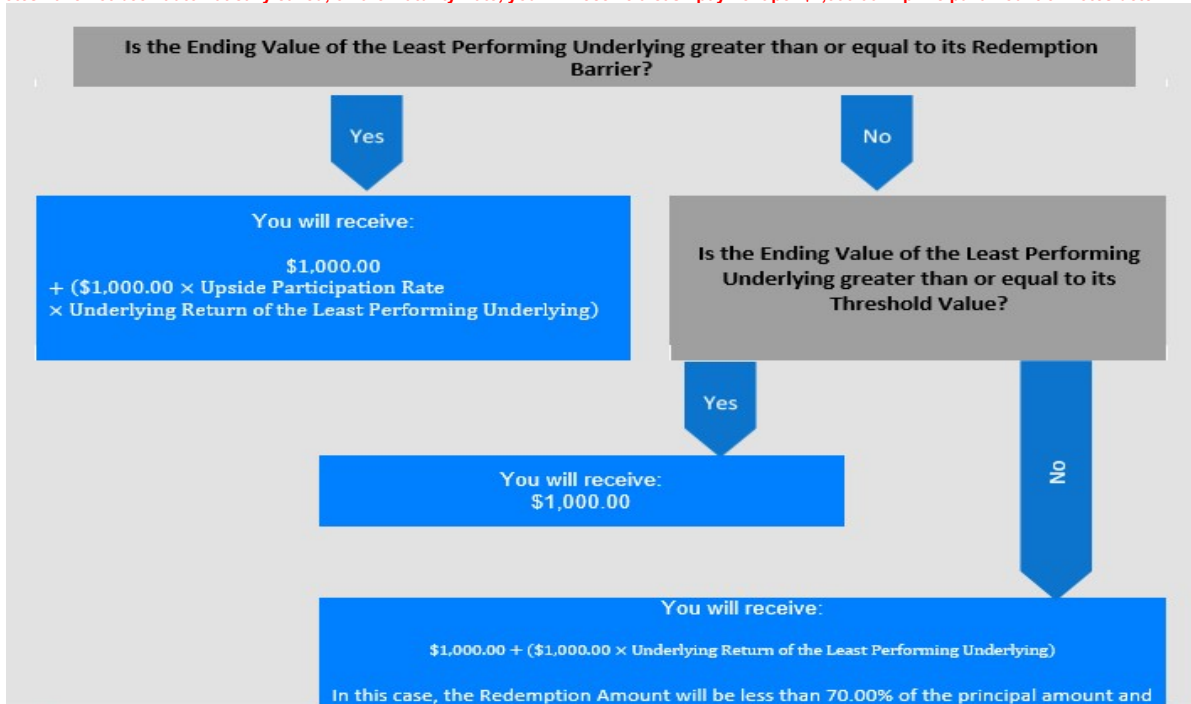 Is the Ending Value of the Least Performing Underlying greater than or equal to its Redemption
Barrier?
Yes
No
You will receive:
$1,000.00
+ ($1,000.00 × Upside Participation Rate
× Underlying Return of the Least Performing Underlying)
Is the Ending Value of the Least Performing
Underlying greater than or equal to its
Threshold Value?
Yes
No
You will receive:
$1,000.00
You will receive:
$1,000.00 + ($1,000.00 × Underlying Return of the Least Performing Underlying)
In this case, the Redemption Amount will be less than 70.00% of the principal amount and